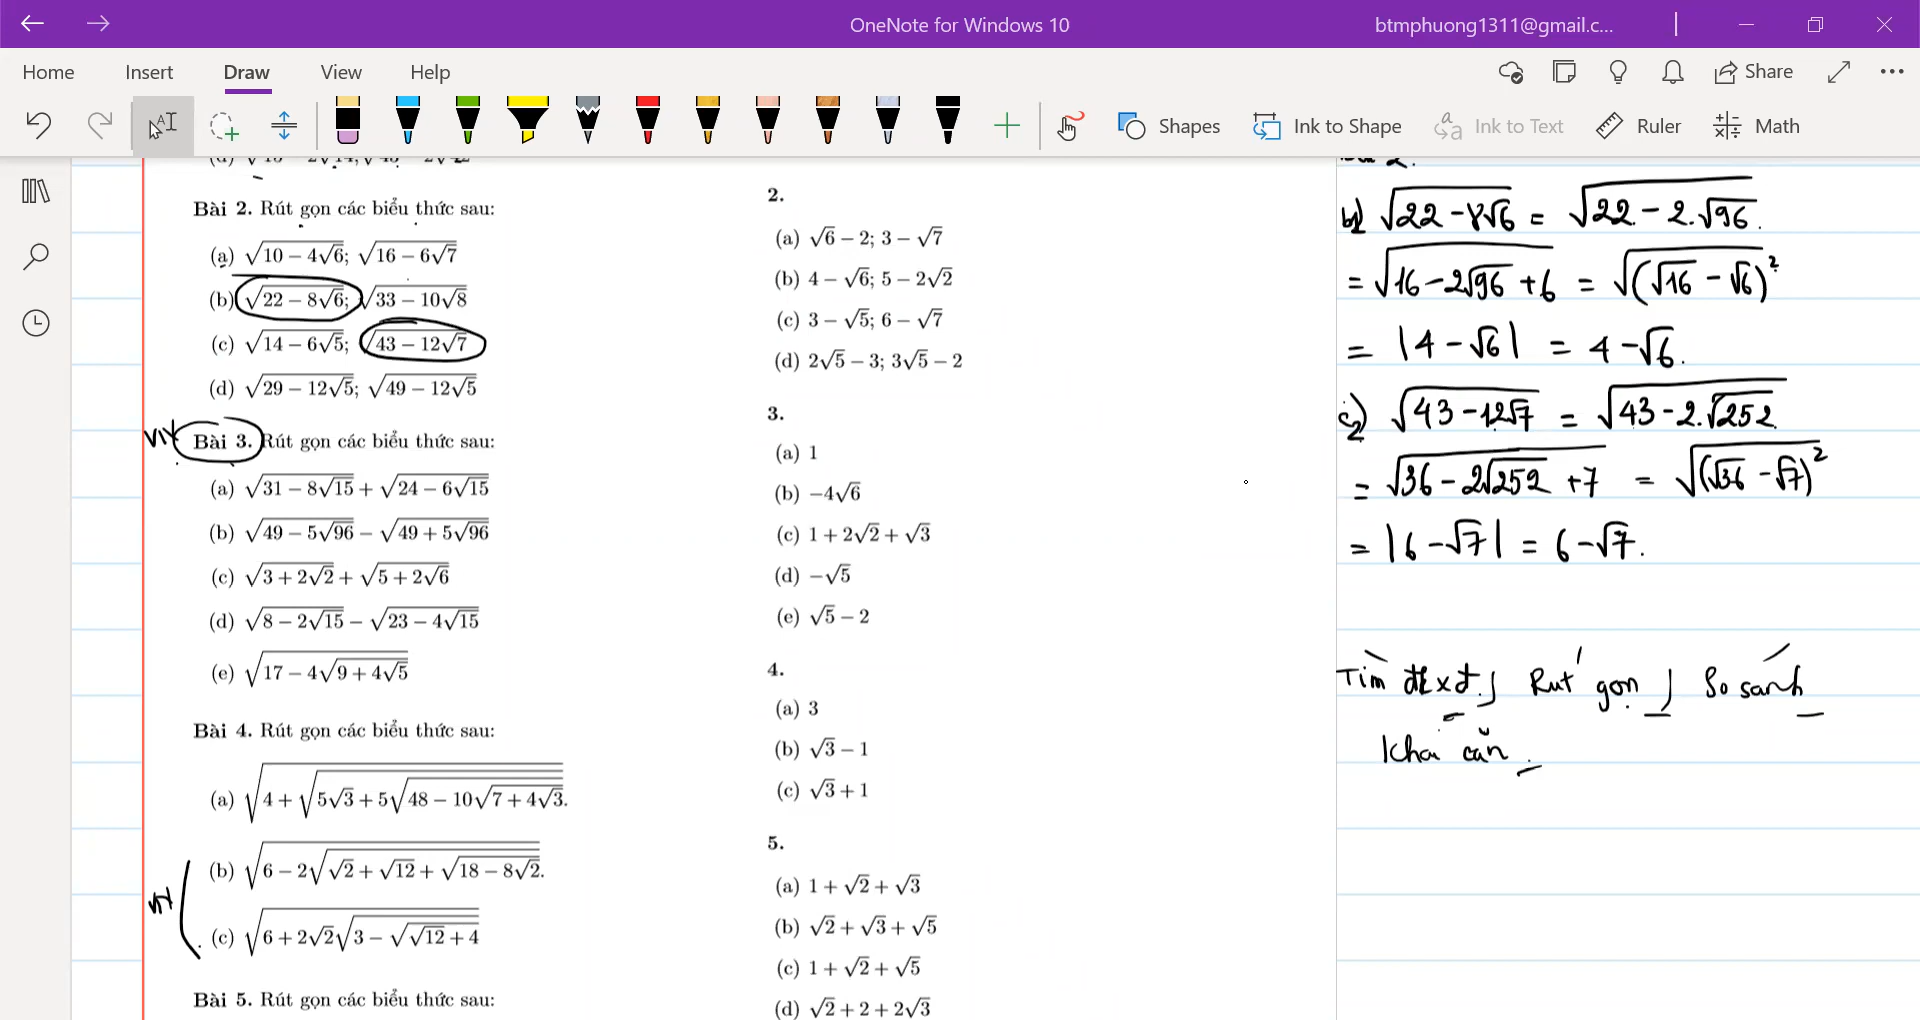 OneNote for Windows 10
btmphuong1311@gmail.c...
Home Insert Draw View Help
Share
Shapes Ink to Shape Ink to Text Ruler Math
Bài 2. Rút gọn các biểu thức sau:
(a) √(10 − 4√6); √(16 − 6√7)
(b) √(22 − 8√6); √(33 − 10√8)
(c) √(14 − 6√5); √(43 − 12√7)
(d) √(29 − 12√5); √(49 − 12√5)
Bài 3. Rút gọn các biểu thức sau:
(a) √(31 − 8√15) + √(24 − 6√15)
(b) √(49 − 5√96) − √(49 + 5√96)
(c) √(3 + 2√2) + √(5 + 2√6)
(d) √(8 − 2√15) − √(23 − 4√15)
(e) √(17 − 4√(9 + 4√5))
Bài 4. Rút gọn các biểu thức sau:
(a) √(4 + √(5√3 + 5√(48 − 10√(7 + 4√3)))).
(b) √(6 − 2√(√2 + √12 + √(18 − 8√2))).
(c) √(6 + 2√2√(3 − √(√12 + 4)))
Bài 5. Rút gọn các biểu thức sau:
2.
(a) √6 − 2; 3 − √7
(b) 4 − √6; 5 − 2√2
(c) 3 − √5; 6 − √7
(d) 2√5 − 3; 3√5 − 2
3.
(a) 1
(b) −4√6
(c) 1 + 2√2 + √3
(d) −√5
(e) √5 − 2
4.
(a) 3
(b) √3 − 1
(c) √3 + 1
5.
(a) 1 + √2 + √3
(b) √2 + √3 + √5
(c) 1 + √2 + √5
(d) √2 + 2 + 2√3
b1) √(22 − 8√6) = √(22 − 2.√96).
= √(16 − 2√96 + 6) = √((√16 − √6)²)
= |4 − √6| = 4 − √6.
c2) √(43 − 12√7) = √(43 − 2.√252)
= √(36 − 2√252 + 7) = √((√36 − √7)²)
= |6 − √7| = 6 − √7.
Tìm đkxđ; Rút gọn; So sánh
Khai căn